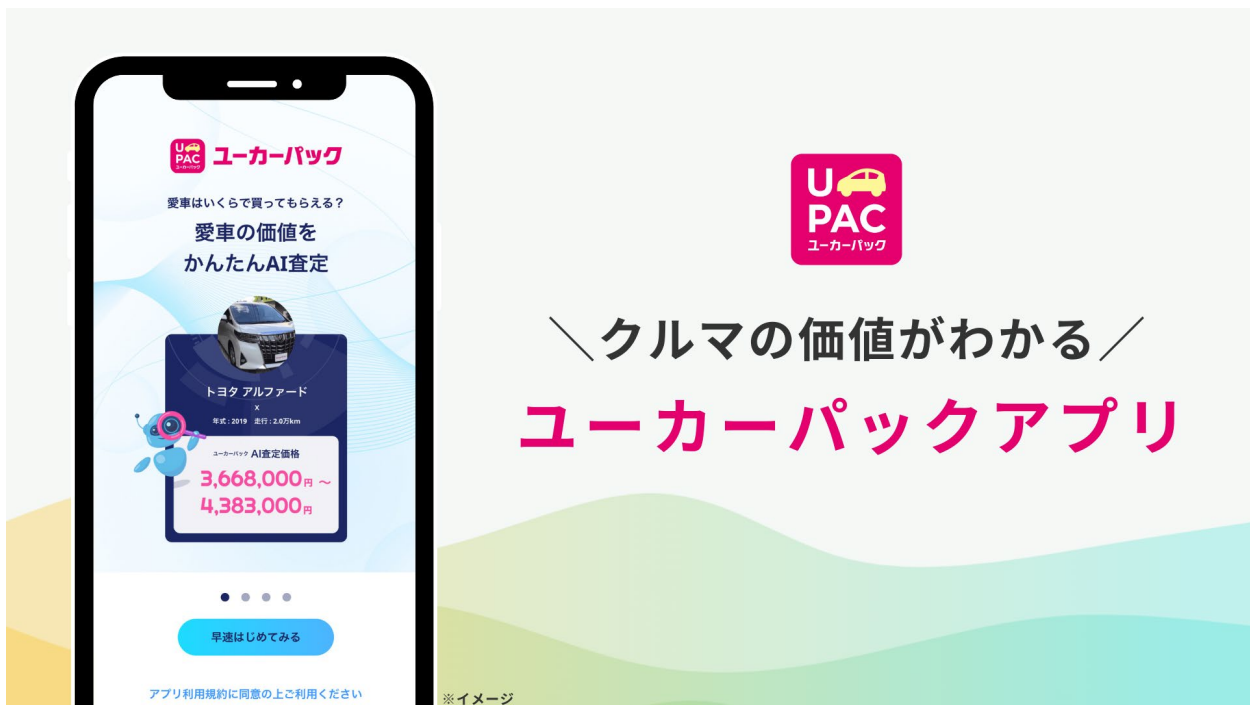 U
PAC
ユーカーパック
ユーカーパック
愛車はいくらで買ってもらえる？
愛車の価値を
かんたんAI査定
トヨタ アルファード
X
年式：2019 走行：2.0万km
ユーカーパック AI査定価格
3,668,000円 ～
4,383,000円
早速はじめてみる
アプリ利用規約に同意の上ご利用ください
※イメージ
U
PAC
ユーカーパック
＼クルマの価値がわかる／
ユーカーパックアプリ